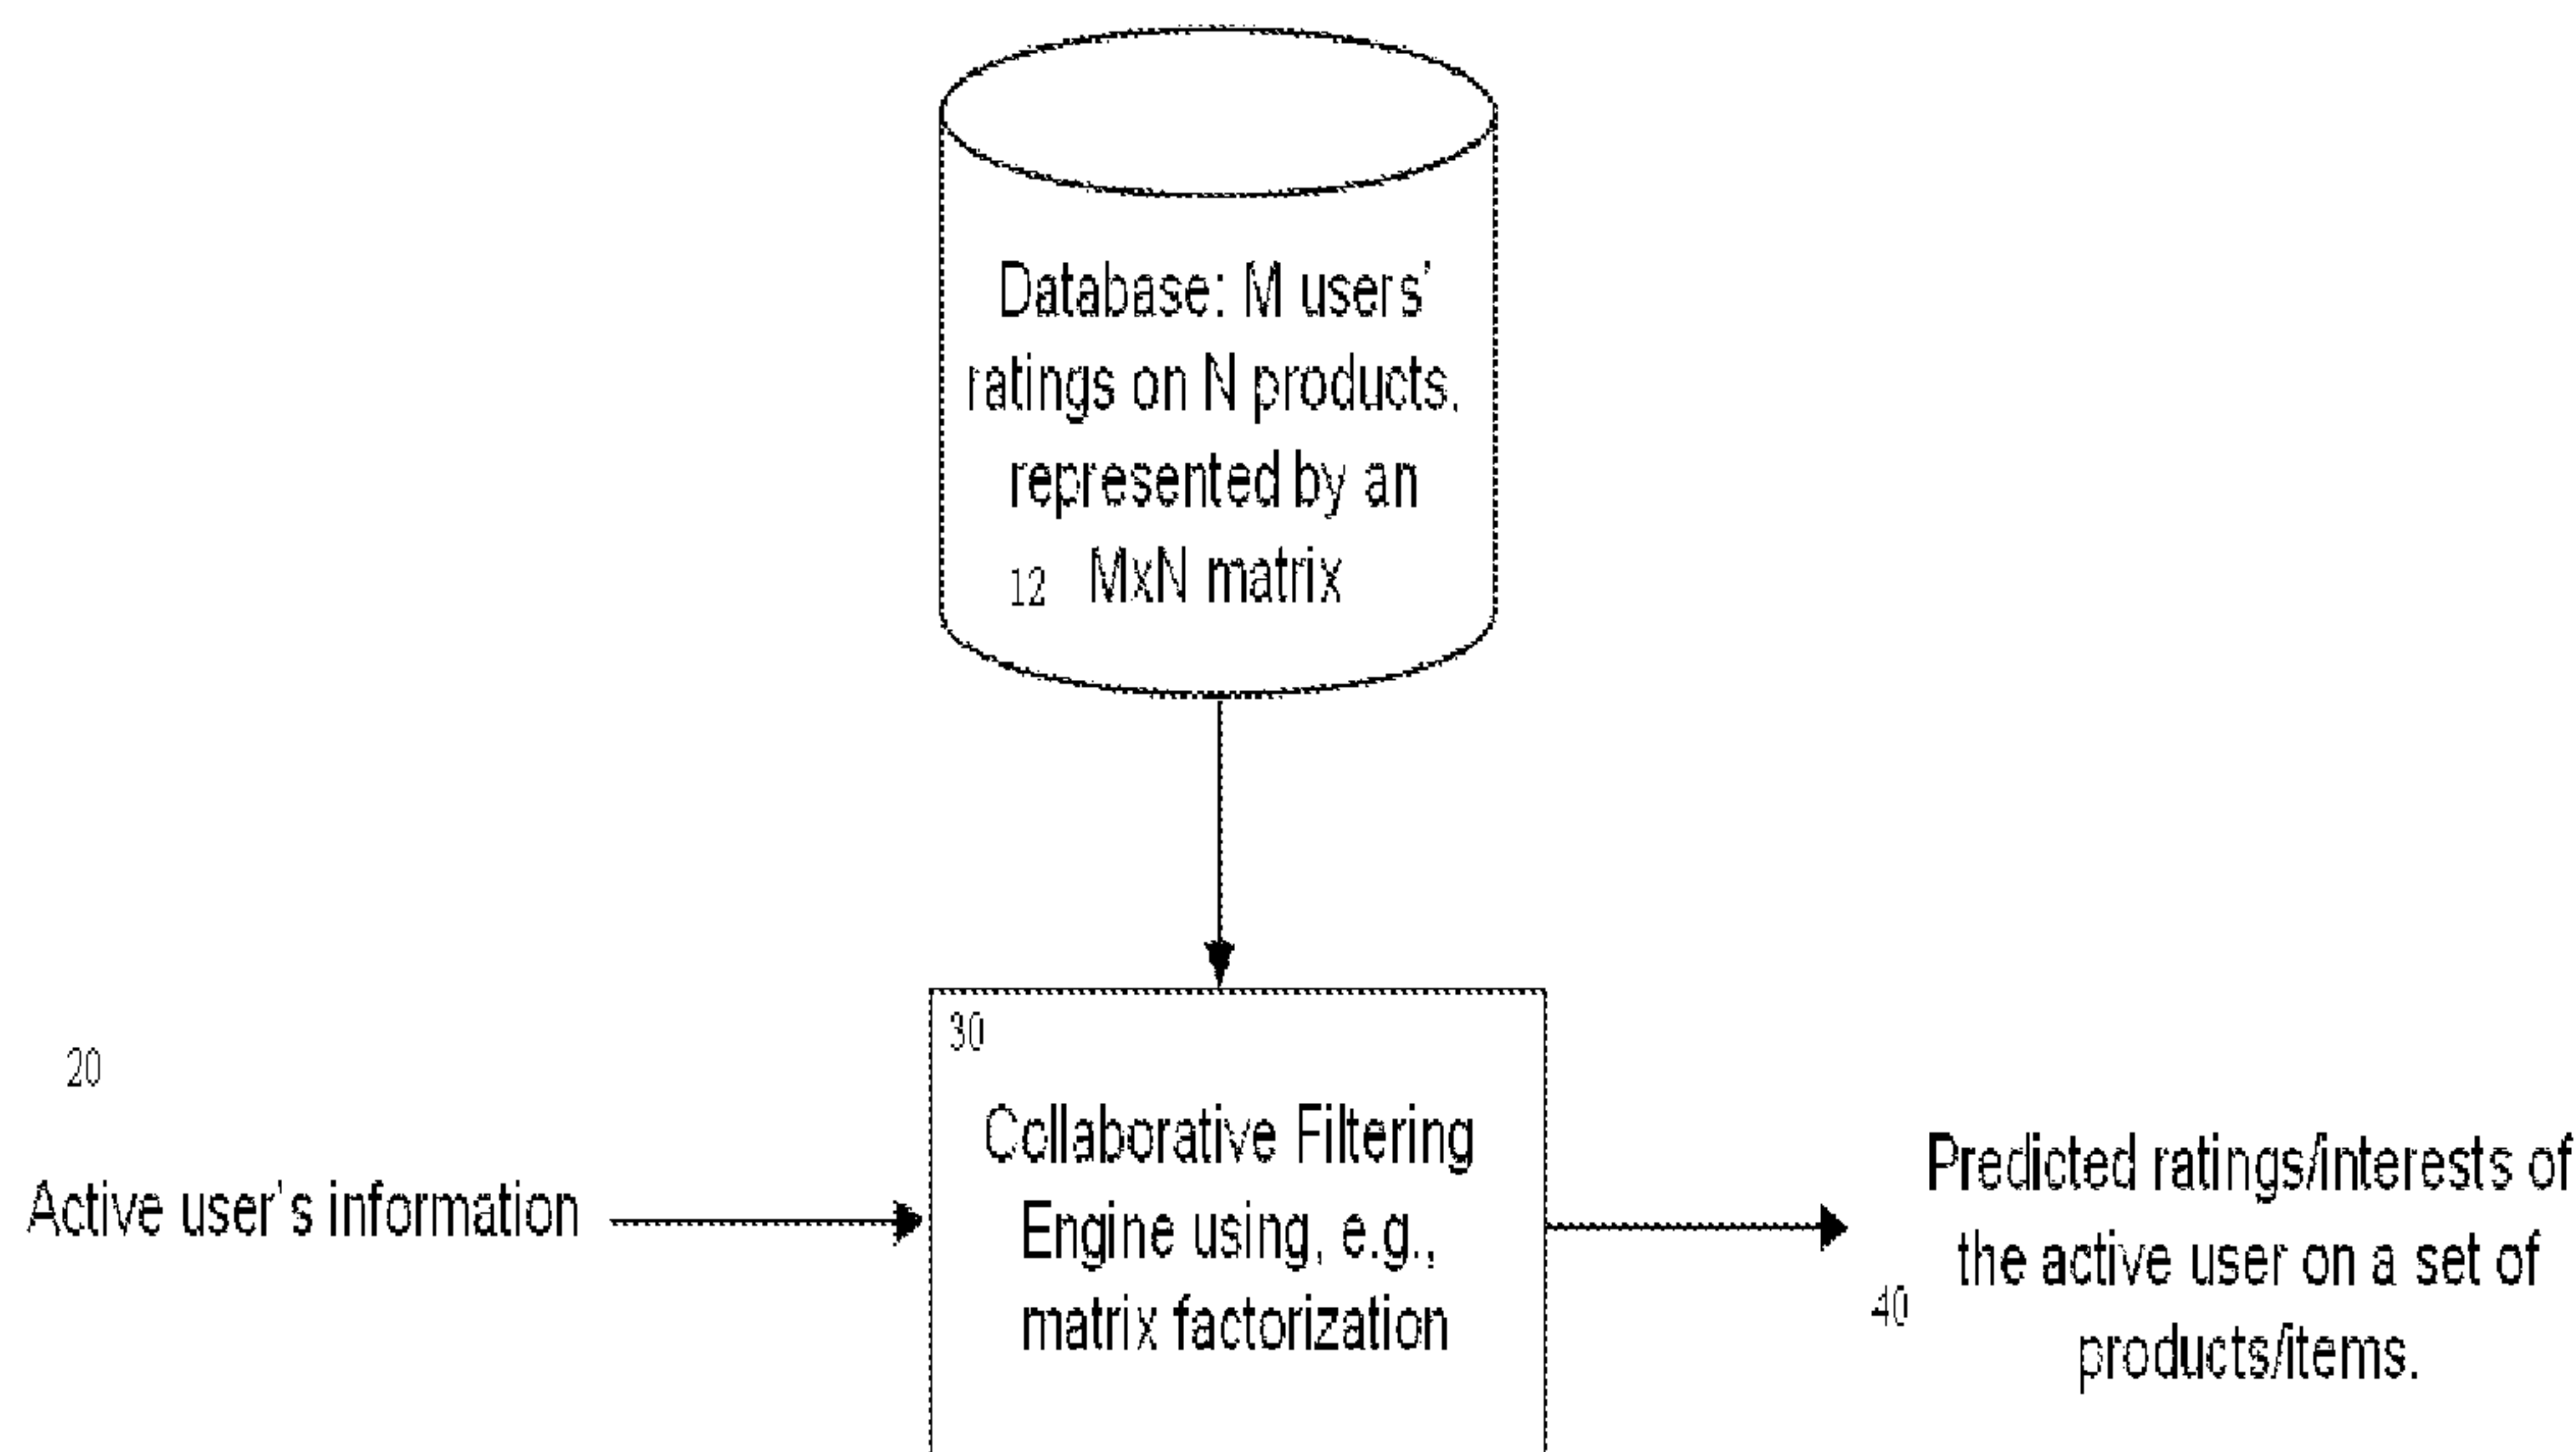 Database: M users'
ratings on N products,
represented by an
12 MxN matrix
30
Collaborative Filtering
Engine using, e.g.,
matrix factorization
20
Active user's information
Predicted ratings/interests of
the active user on a set of
40
products/items.